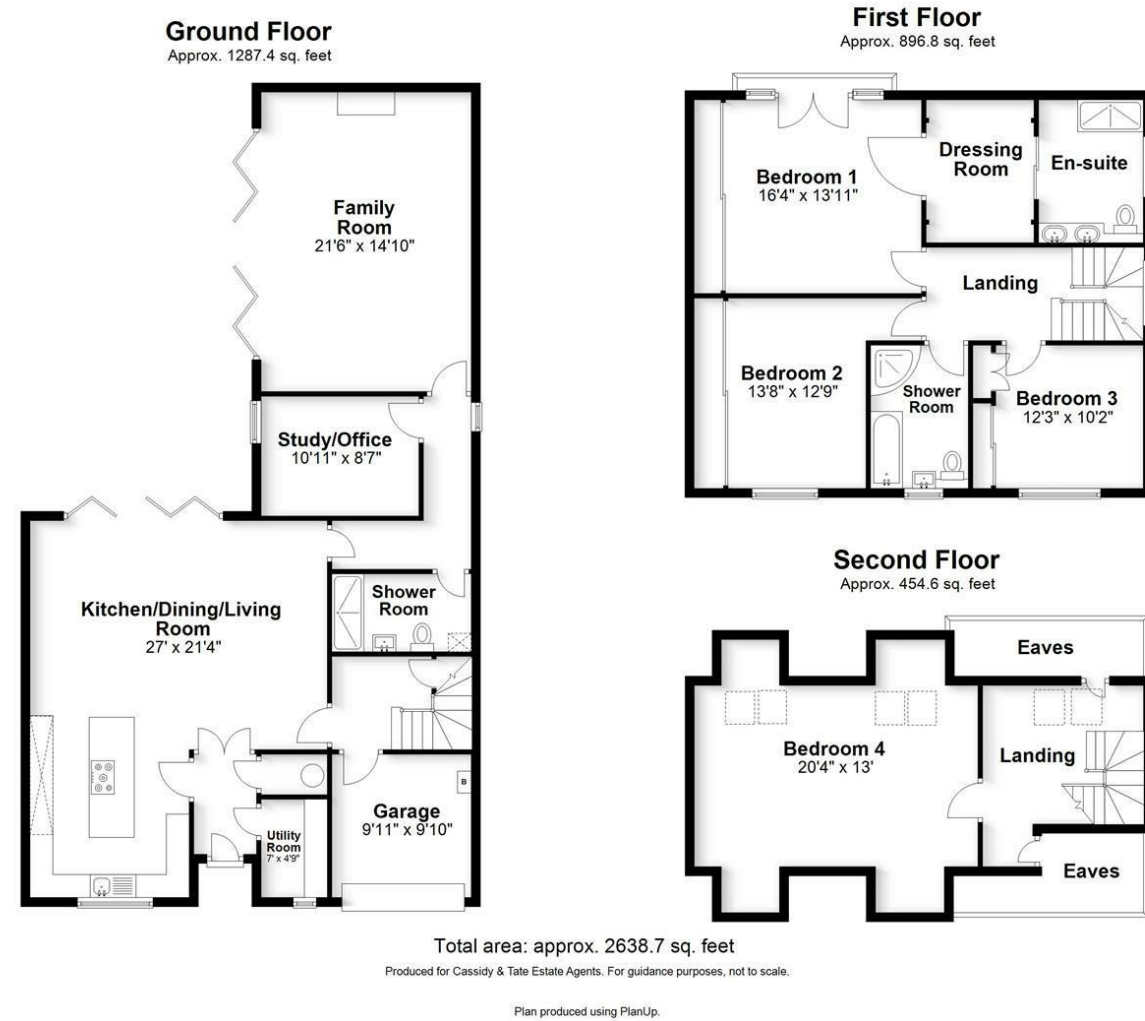 Ground Floor
Approx. 1287.4 sq. feet
Family
Room
21'6" x 14'10"
Study/Office
10'11" x 8'7"
Kitchen/Dining/Living
Room
27' x 21'4"
Shower
Room
B
Garage
9'11" x 9'10"
Utility
Room
7' x 4'9"
First Floor
Approx. 896.8 sq. feet
Bedroom 1
16'4" x 13'11"
Dressing
Room
En-suite
Landing
Bedroom 2
13'8" x 12'9"
Shower
Room
Bedroom 3
12'3" x 10'2"
Second Floor
Approx. 454.6 sq. feet
Eaves
Bedroom 4
20'4" x 13'
Landing
Eaves
Total area: approx. 2638.7 sq. feet
Produced for Cassidy & Tate Estate Agents. For guidance purposes, not to scale.
Plan produced using PlanUp.